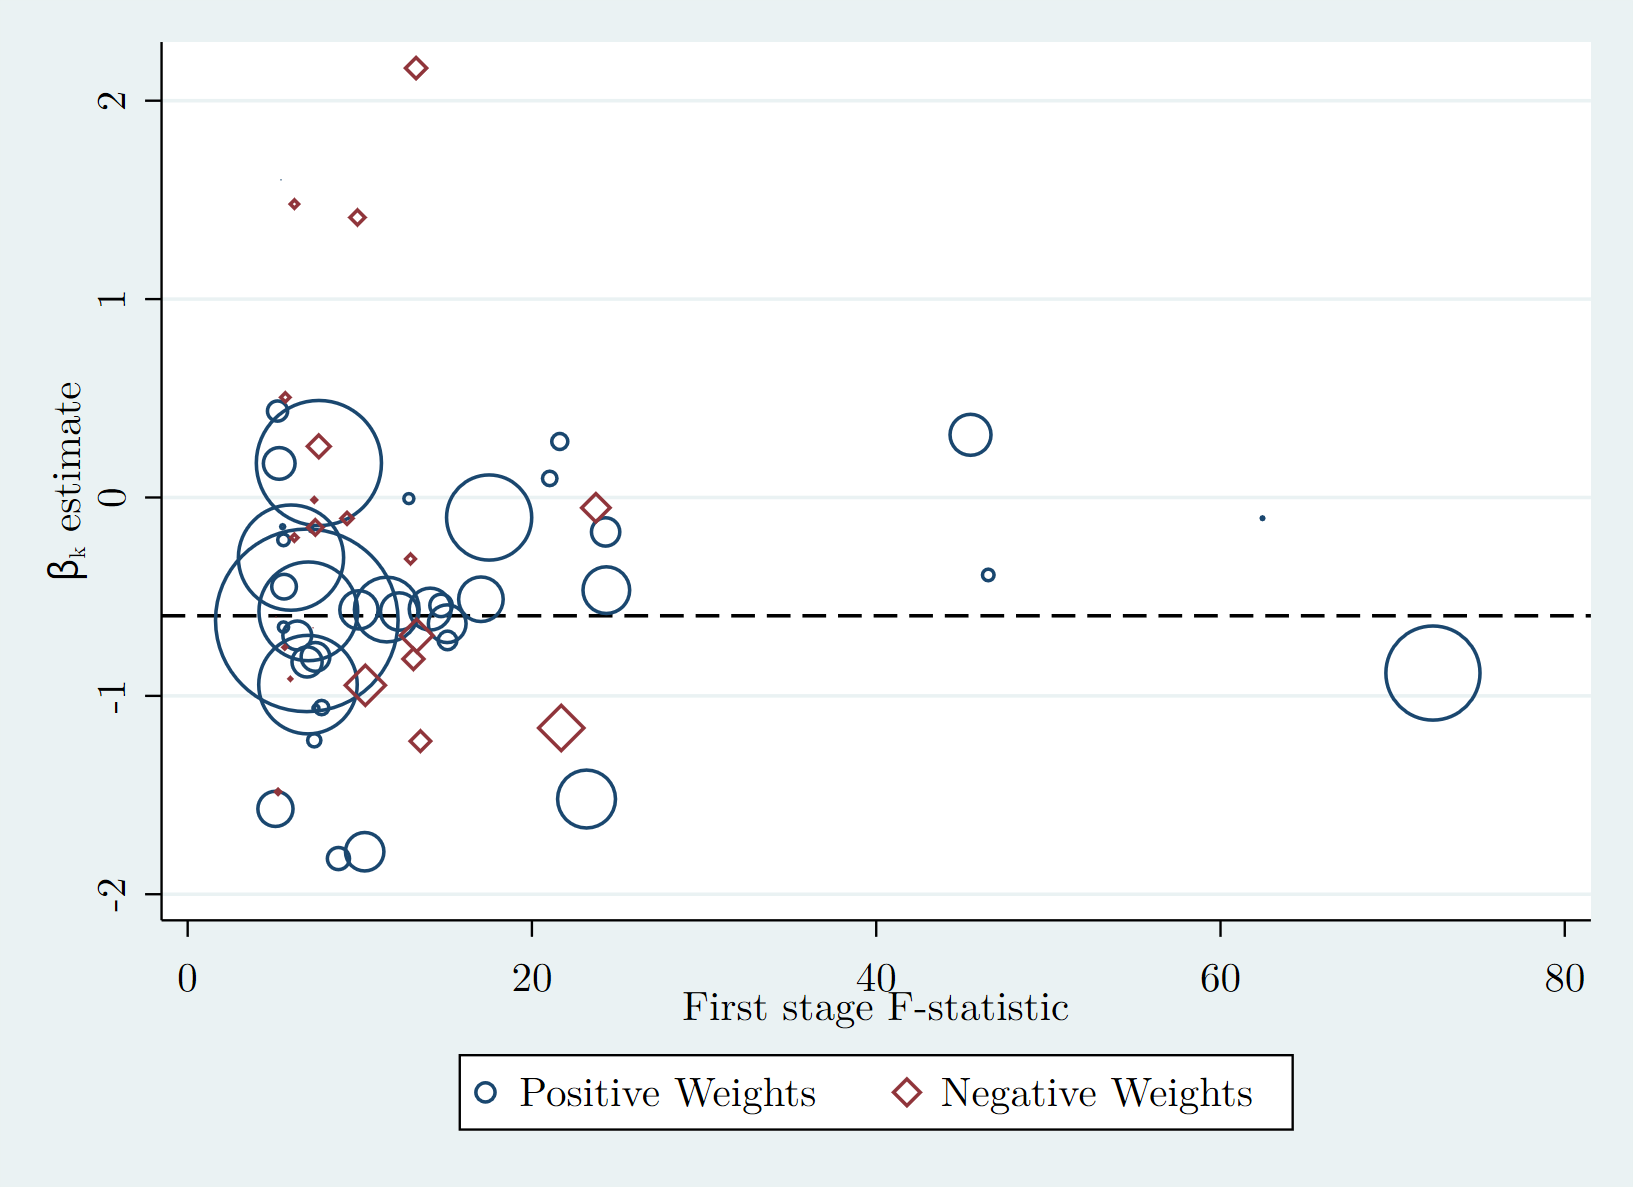 2
1
0
-1
-2
βk estimate
0 20 40 60 80
First stage F-statistic
Positive Weights Negative Weights